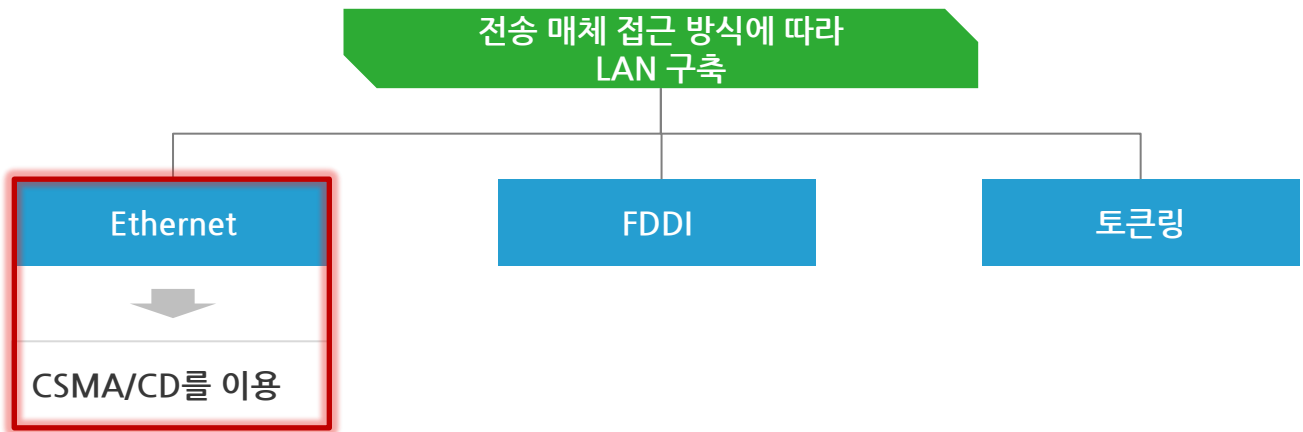 전송 매체 접근 방식에 따라
LAN 구축
Ethernet
FDDI
토큰링
CSMA/CD를 이용